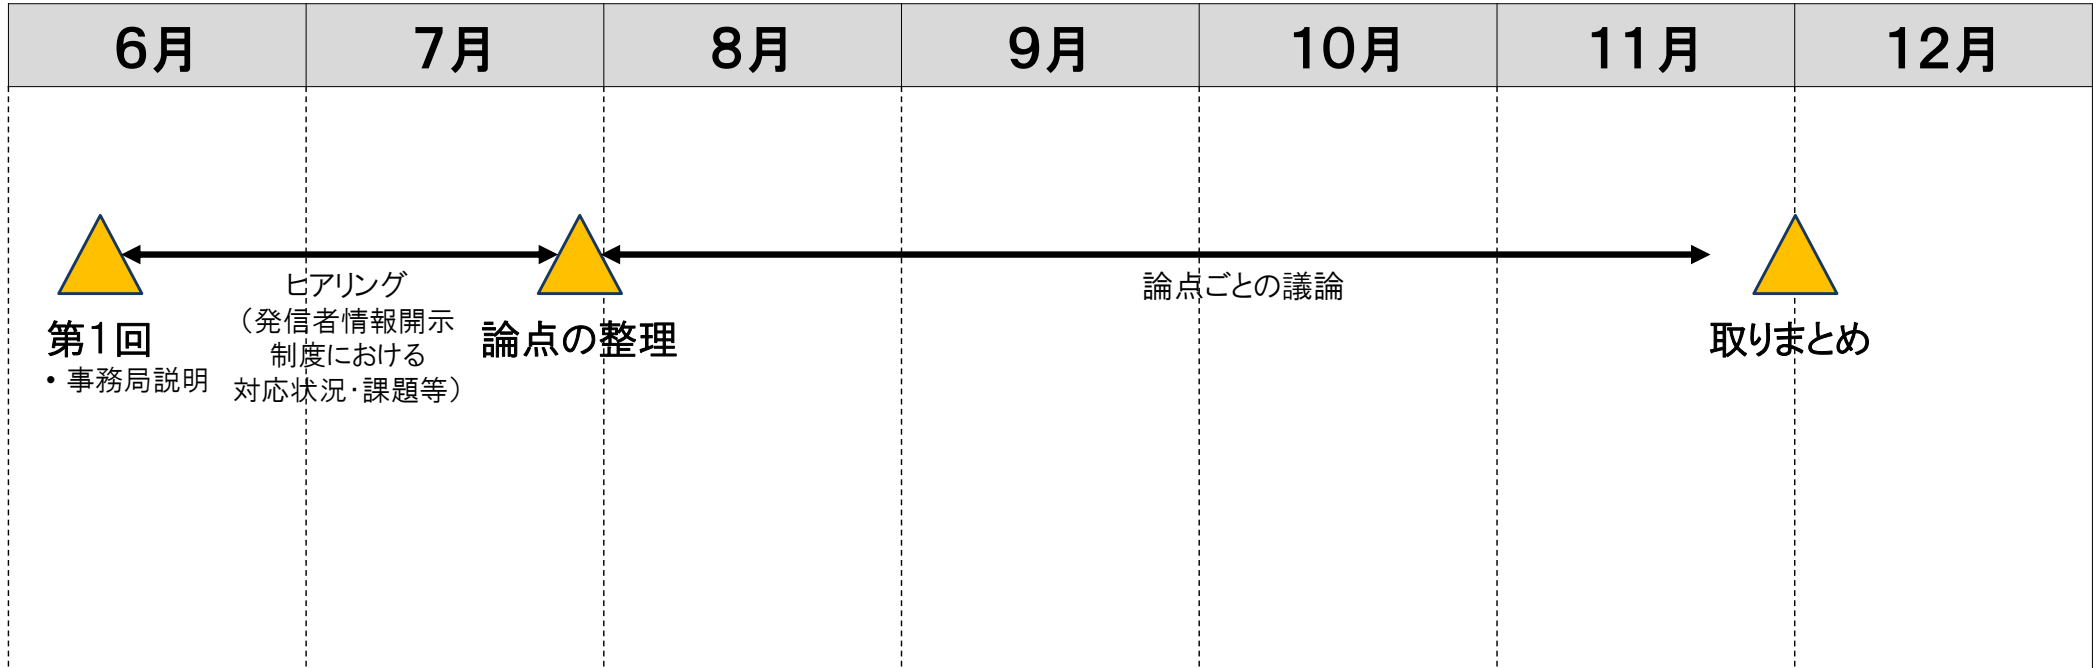 6月
7月
8月
9月
10月
11月
12月
第1回
・事務局説明
ヒアリング
（発信者情報開示
制度における
対応状況・課題等）
論点の整理
論点ごとの議論
取りまとめ